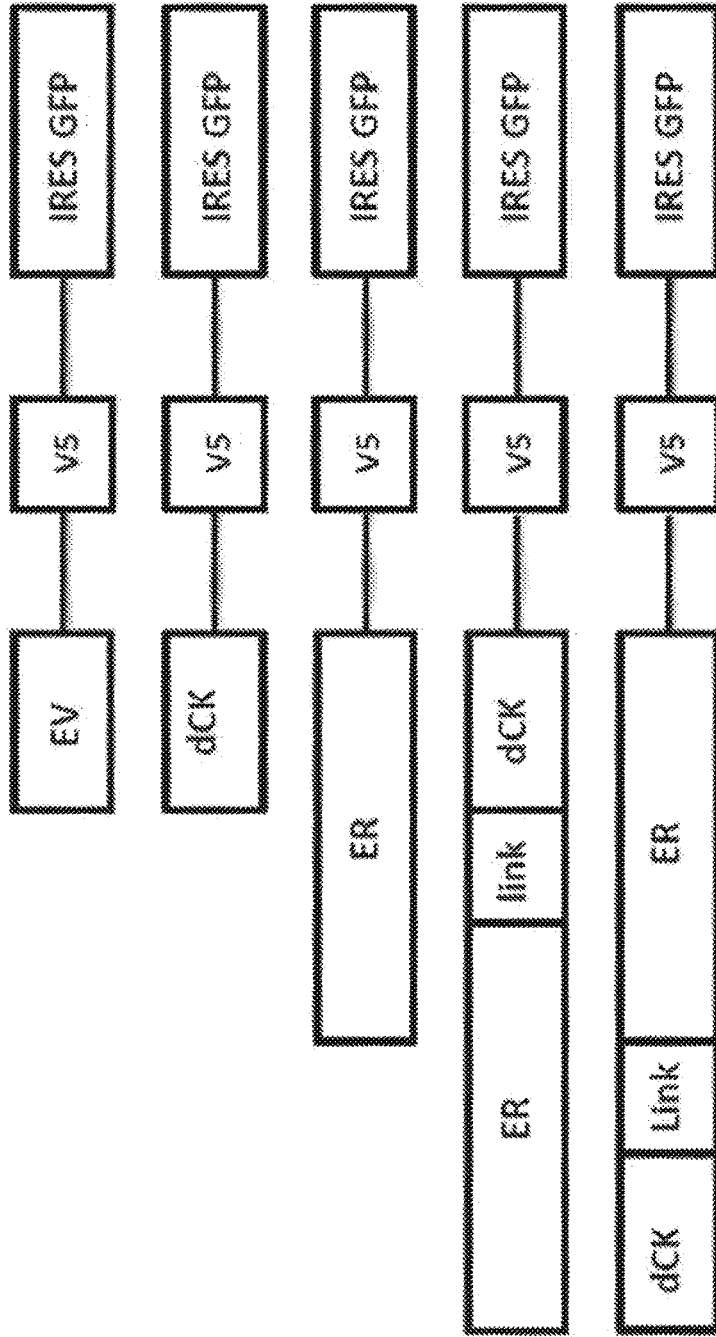 EV V5 IRES GFP
dCK V5 IRES GFP
ER V5 IRES GFP
ER link dCK V5 IRES GFP
dCK Link ER V5 IRES GFP